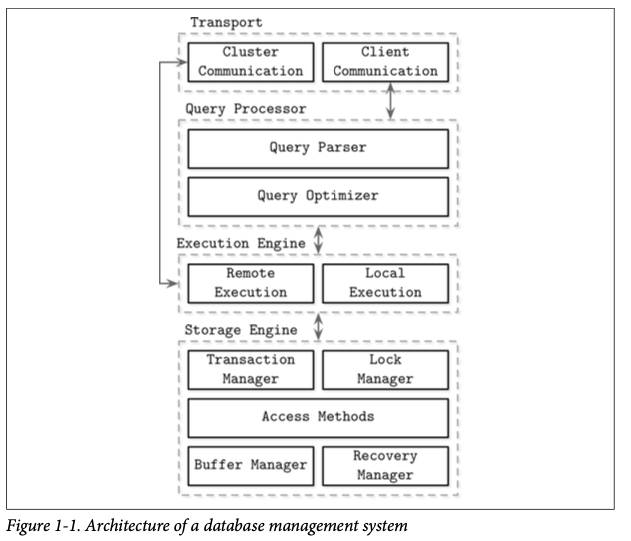 Transport
Cluster
Communication
Client
Communication
Query Processor
Query Parser
Query Optimizer
Execution Engine
Remote
Execution
Local
Execution
Storage Engine
Transaction
Manager
Lock
Manager
Access Methods
Buffer Manager
Recovery
Manager
Figure 1-1. Architecture of a database management system